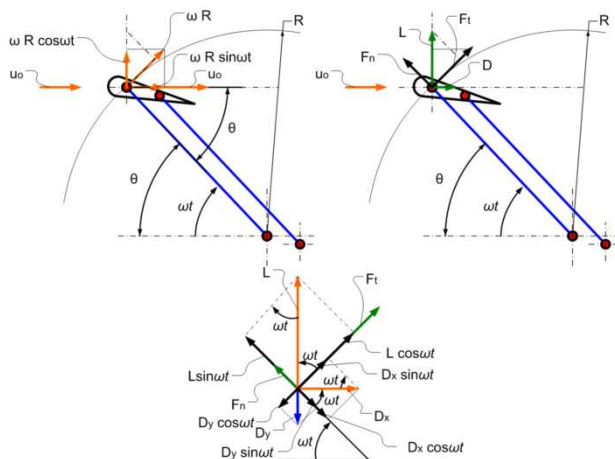 ω R
R
ω R cosωt
ω R sinωt
uo
uo
θ
θ
ωt
L
Ft
R
Fn
D
uo
θ
ωt
L
Ft
ωt
L cosωt
ωt
Lsinωt
Dx sinωt
ωt
ωt
Fn
Dx
Dy cosωt
Dy
ωt
Dx cosωt
Dy sinωt